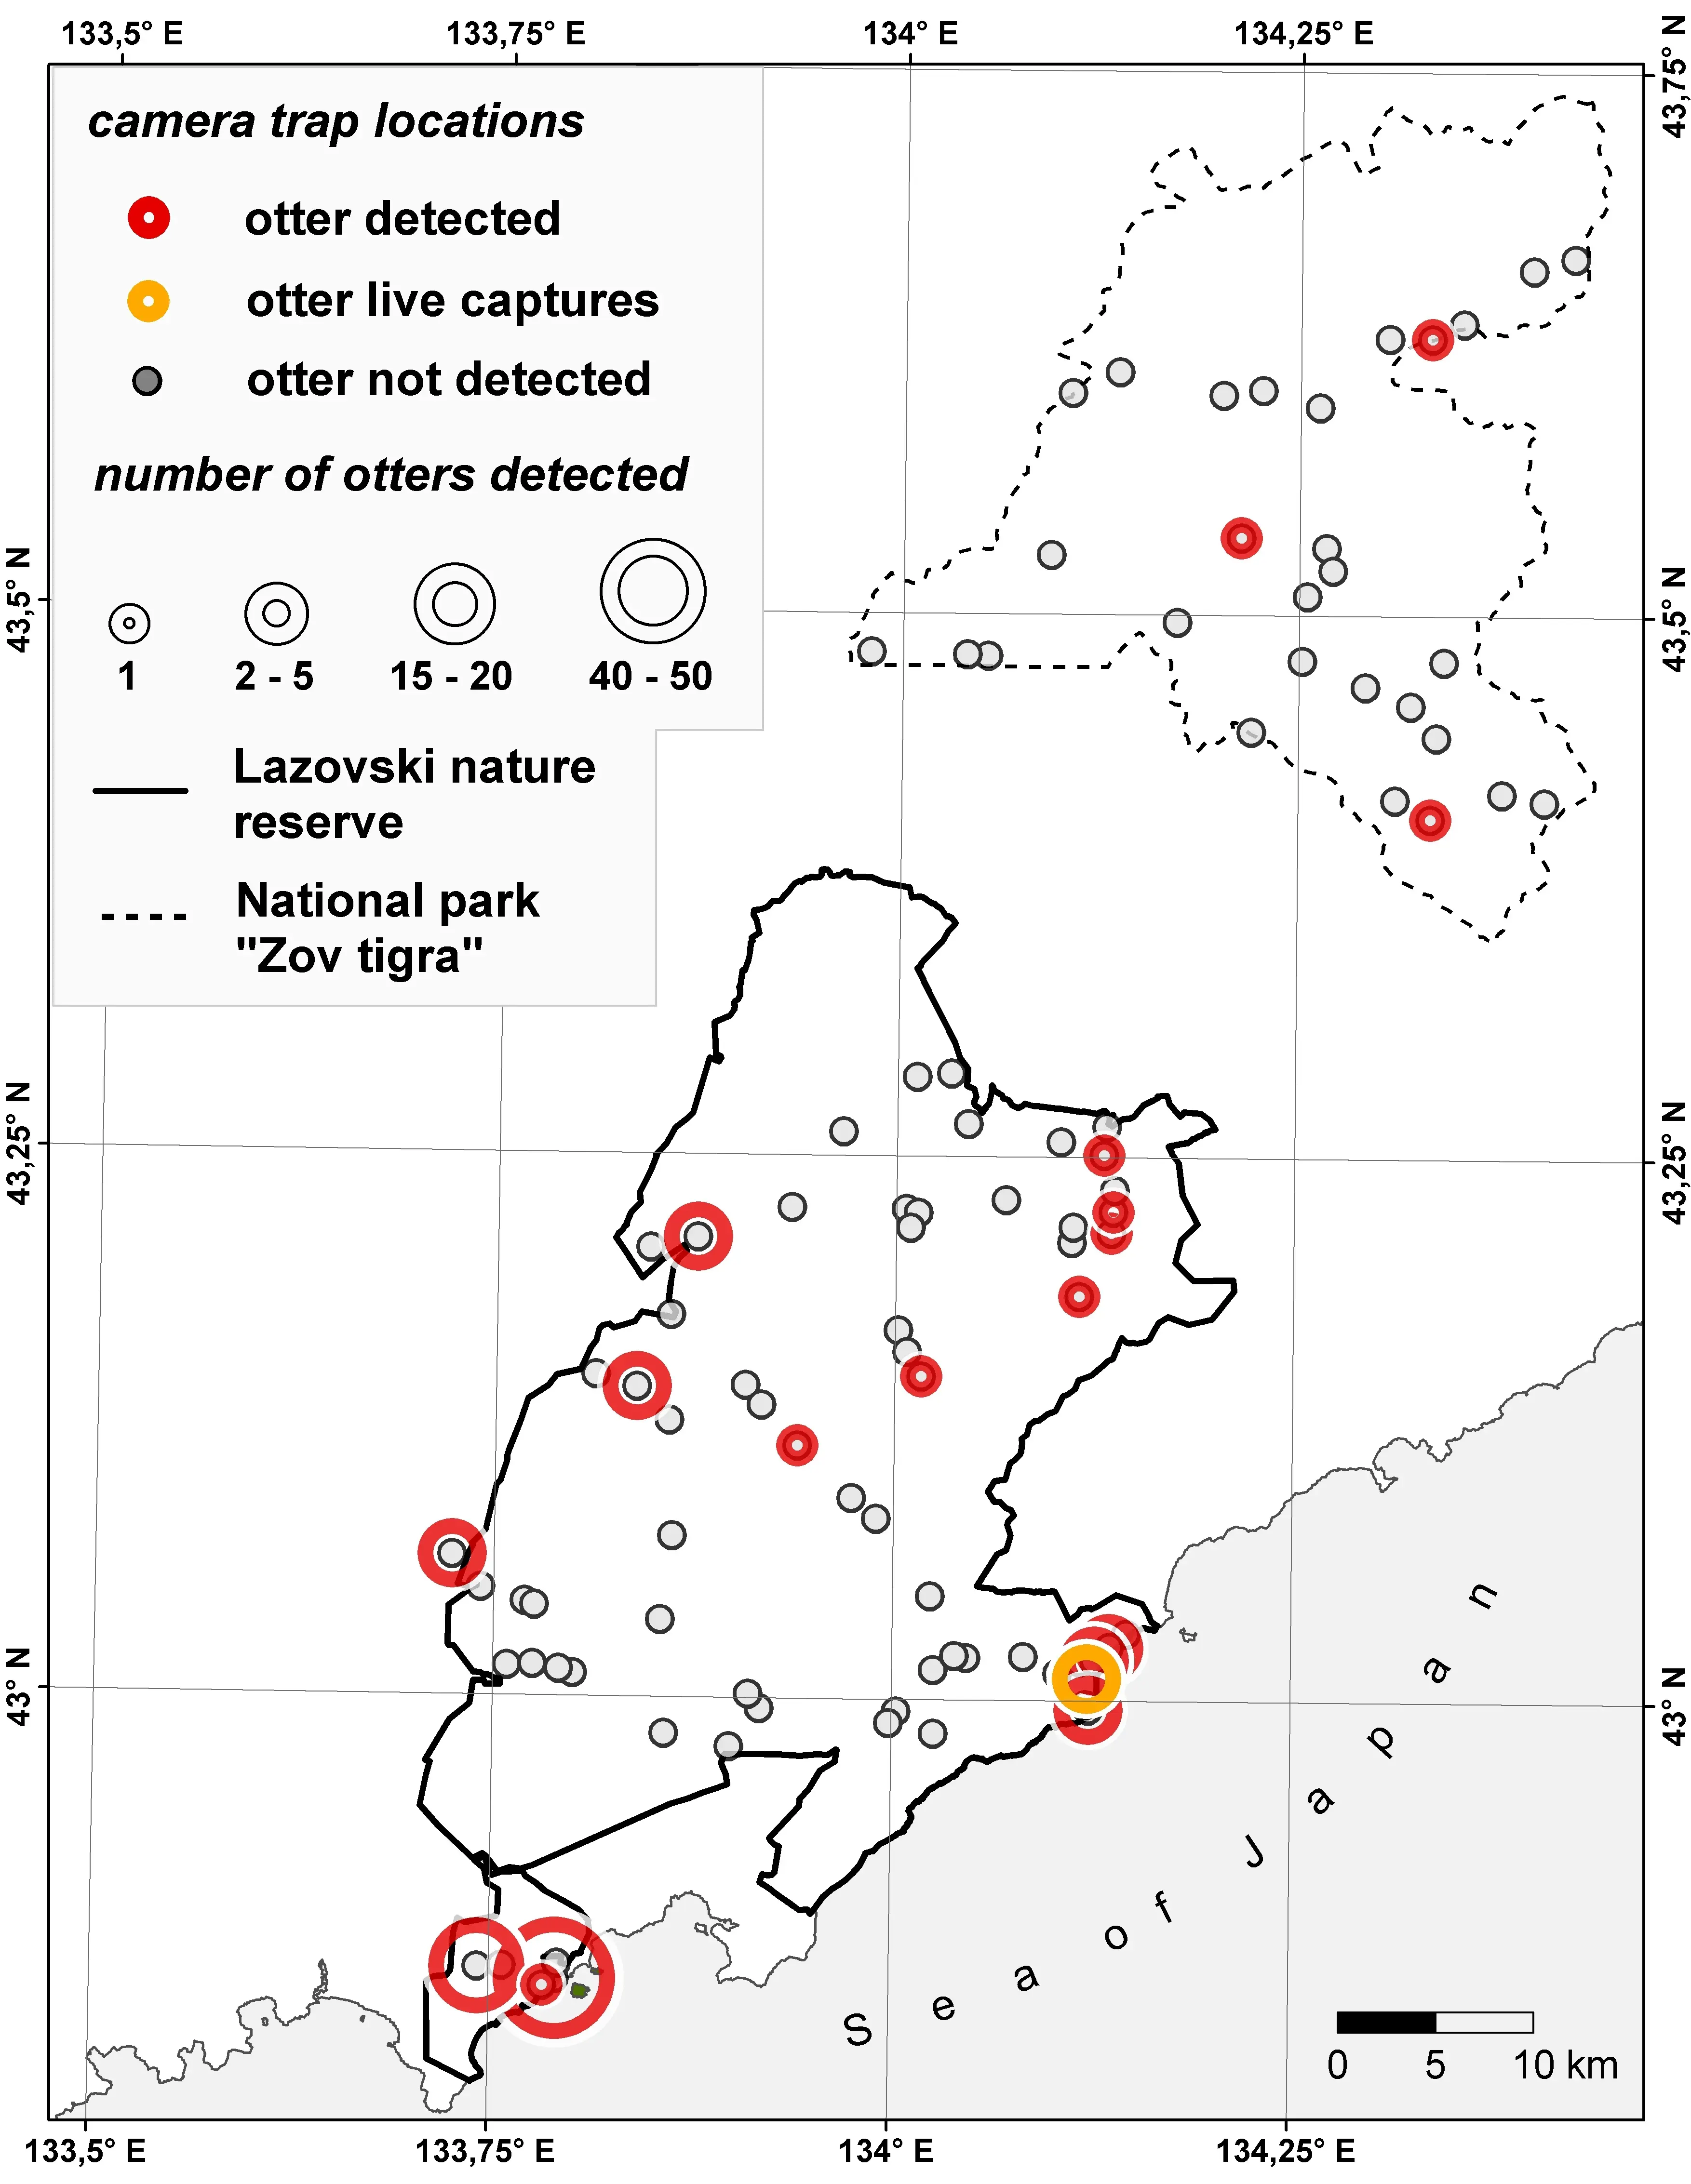 133,5° E 133,75° E 134° E 134,25° E
43,75° N
camera trap locations
otter detected
otter live captures
otter not detected
number of otters detected
1 2 - 5 15 - 20 40 - 50
43,5° N 43,5° N
Lazovski nature
reserve
National park
"Zov tigra"
43,25° N 43,25° N
43° N 43° N
Sea of Japan
0 5 10 km
133,5° E 133,75° E 134° E 134,25° E